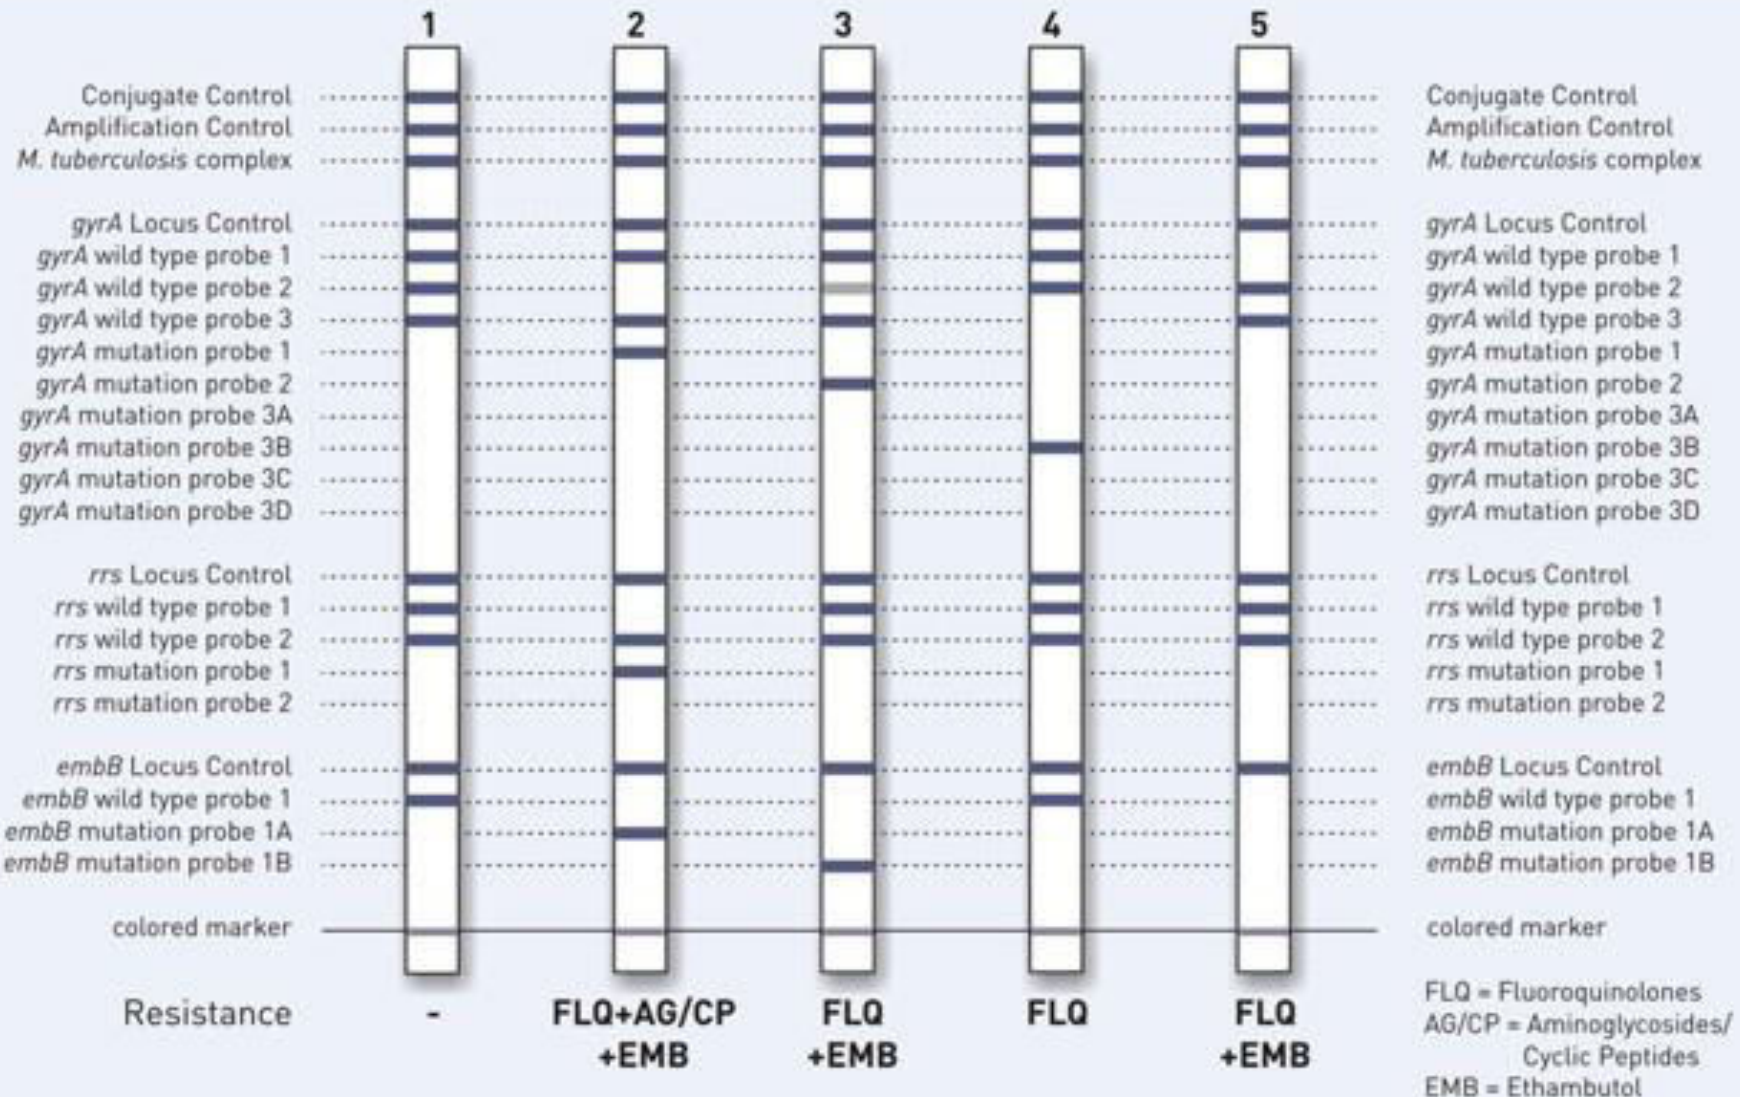 1 2 3 4 5
Conjugate Control Conjugate Control
Amplification Control Amplification Control
M. tuberculosis complex M. tuberculosis complex
gyrA Locus Control gyrA Locus Control
gyrA wild type probe 1 gyrA wild type probe 1
gyrA wild type probe 2 gyrA wild type probe 2
gyrA wild type probe 3 gyrA wild type probe 3
gyrA mutation probe 1 gyrA mutation probe 1
gyrA mutation probe 2 gyrA mutation probe 2
gyrA mutation probe 3A gyrA mutation probe 3A
gyrA mutation probe 3B gyrA mutation probe 3B
gyrA mutation probe 3C gyrA mutation probe 3C
gyrA mutation probe 3D gyrA mutation probe 3D
rrs Locus Control rrs Locus Control
rrs wild type probe 1 rrs wild type probe 1
rrs wild type probe 2 rrs wild type probe 2
rrs mutation probe 1 rrs mutation probe 1
rrs mutation probe 2 rrs mutation probe 2
embB Locus Control embB Locus Control
embB wild type probe 1 embB wild type probe 1
embB mutation probe 1A embB mutation probe 1A
embB mutation probe 1B embB mutation probe 1B
colored marker colored marker
Resistance - FLQ+AG/CP FLQ FLQ FLQ
+EMB +EMB +EMB
FLQ = Fluoroquinolones
AG/CP = Aminoglycosides/
Cyclic Peptides
EMB = Ethambutol